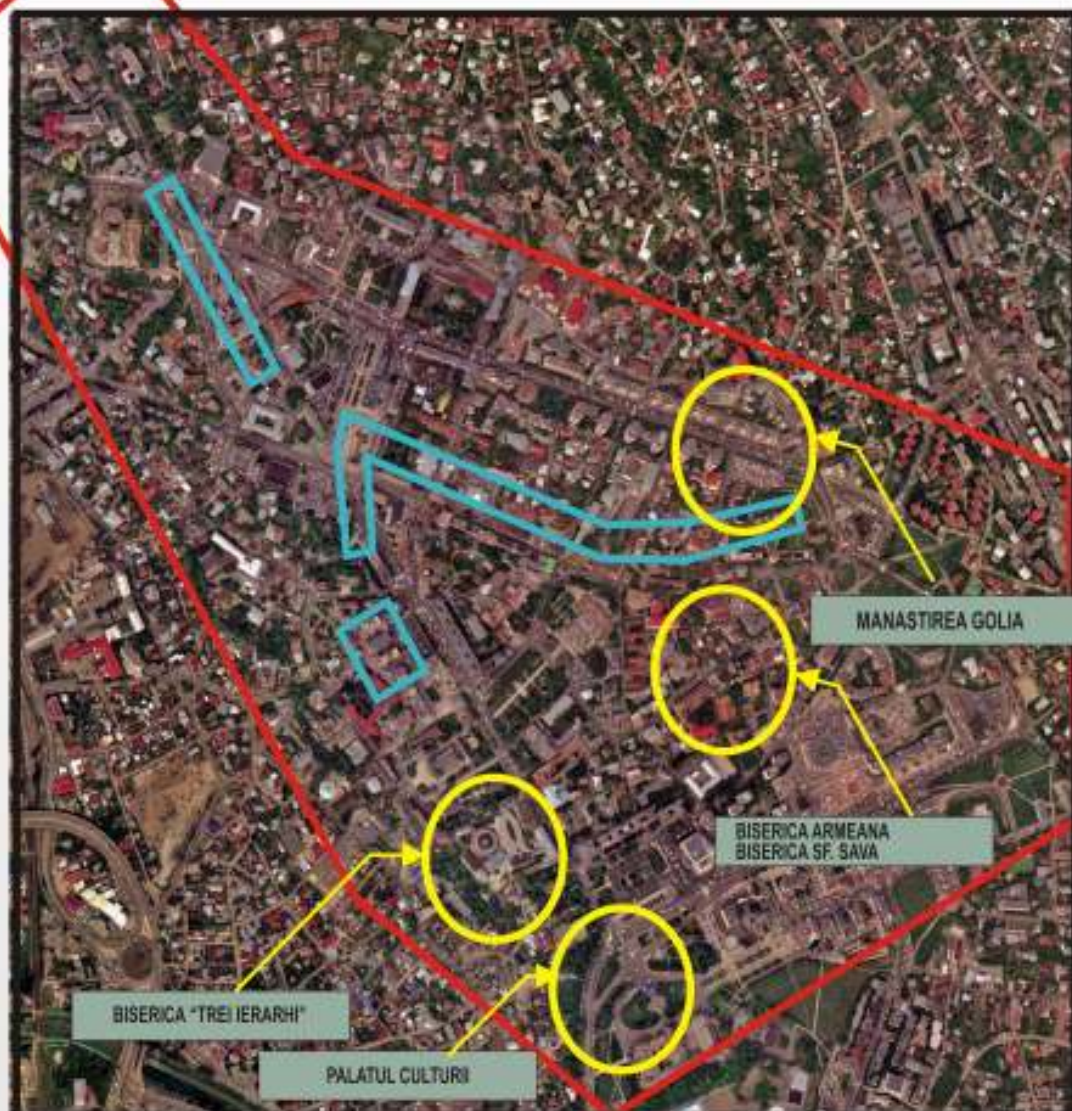 MANASTIREA GOLIA
BISERICA ARMEANA
BISERICA SF. SAVA
BISERICA "TREI IERARHI"
PALATUL CULTURII